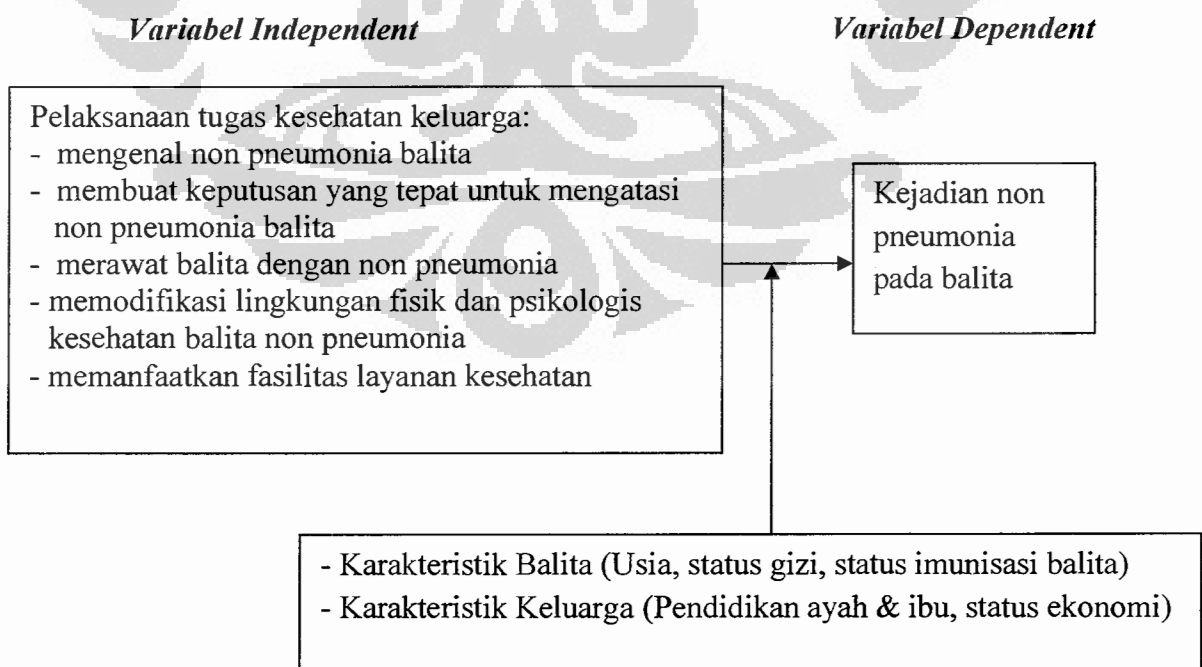 Variabel Independent
Variabel Dependent
Pelaksanaan tugas kesehatan keluarga:
- mengenal non pneumonia balita
- membuat keputusan yang tepat untuk mengatasi
non pneumonia balita
- merawat balita dengan non pneumonia
- memodifikasi lingkungan fisik dan psikologis
kesehatan balita non pneumonia
- memanfaatkan fasilitas layanan kesehatan
Kejadian non
pneumonia
pada balita
- Karakteristik Balita (Usia, status gizi, status imunisasi balita)
- Karakteristik Keluarga (Pendidikan ayah & ibu, status ekonomi)